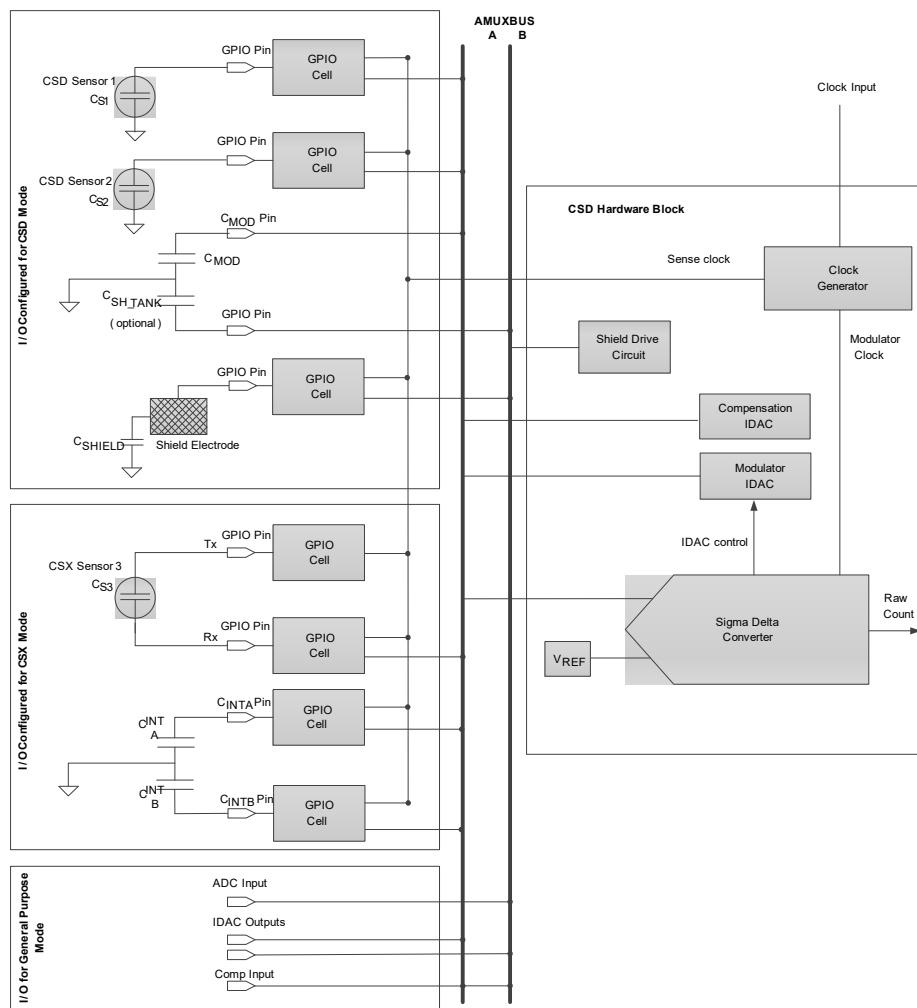 AMUXBUS
A B
I/O Configured for CSD Mode
GPIO Pin
GPIO
Cell
CSD Sensor 1
CS1
GPIO Pin
GPIO
Cell
CSD Sensor 2
CS2
CMOD Pin
CMOD
CSH_TANK
( optional )
GPIO Pin
GPIO Pin
GPIO
Cell
CSHIELD
Shield Electrode
I/O Configured for CSX Mode
GPIO Pin
Tx
GPIO
Cell
CSX Sensor 3
CS3
GPIO Pin
Rx
GPIO
Cell
CINTA Pin
GPIO
Cell
CINT
A
CINT
B
CINTB Pin
GPIO
Cell
I/O for General Purpose
Mode
ADC Input
IDAC Outputs
Comp Input
Clock Input
CSD Hardware Block
Sense clock
Clock
Generator
Shield Drive
Circuit
Modulator
Clock
Compensation
IDAC
Modulator
IDAC
IDAC control
Sigma Delta
Converter
Raw
Count
VREF